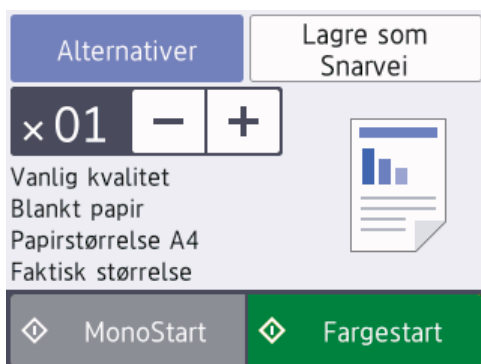 Alternativer
Lagre som
Snarvei
×01
− +
Vanlig kvalitet
Blankt papir
Papirstørrelse A4
Faktisk størrelse
MonoStart
Fargestart